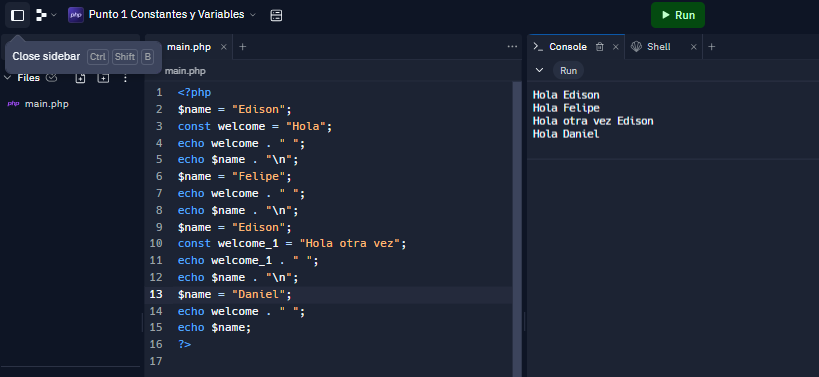 php Punto 1 Constantes y Variables
Run
Close sidebar Ctrl Shift B
Files
php main.php
main.php
main.php
1 <?php
2 $name = "Edison";
3 const welcome = "Hola";
4 echo welcome . " ";
5 echo $name . "\n";
6 $name = "Felipe";
7 echo welcome . " ";
8 echo $name . "\n";
9 $name = "Edison";
10 const welcome_1 = "Hola otra vez";
11 echo welcome_1 . " ";
12 echo $name . "\n";
13 $name = "Daniel";
14 echo welcome . " ";
15 echo $name;
16 ?>
17
Console
Shell
Run
Hola Edison
Hola Felipe
Hola otra vez Edison
Hola Daniel